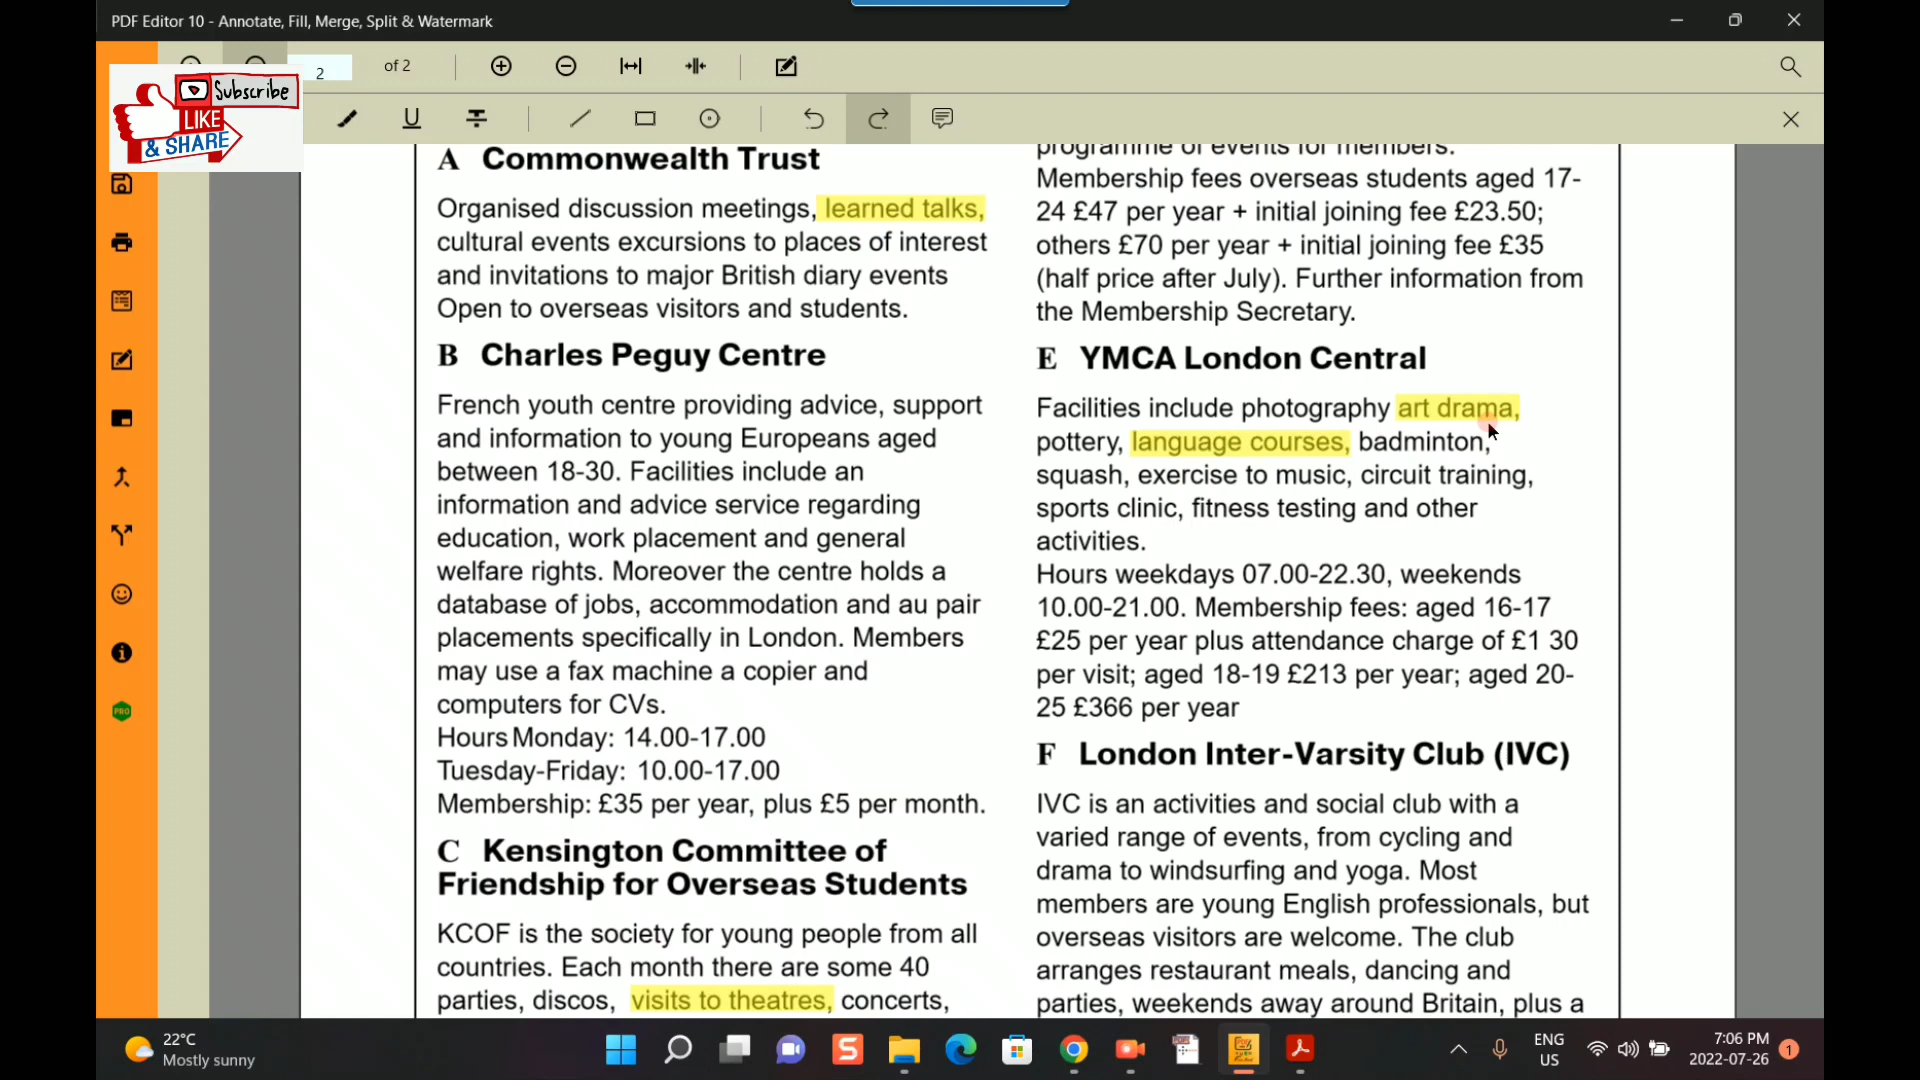 PDF Editor 10 - Annotate, Fill, Merge, Split & Watermark
2
of 2
Subscribe
LIKE
& SHARE
A Commonwealth Trust
Organised discussion meetings, learned talks,
cultural events excursions to places of interest
and invitations to major British diary events
Open to overseas visitors and students.
B Charles Peguy Centre
French youth centre providing advice, support
and information to young Europeans aged
between 18-30. Facilities include an
information and advice service regarding
education, work placement and general
welfare rights. Moreover the centre holds a
database of jobs, accommodation and au pair
placements specifically in London. Members
may use a fax machine a copier and
computers for CVs.
Hours Monday: 14.00-17.00
Tuesday-Friday: 10.00-17.00
Membership: £35 per year, plus £5 per month.
C Kensington Committee of
Friendship for Overseas Students
KCOF is the society for young people from all
countries. Each month there are some 40
parties, discos, visits to theatres, concerts,
programme of events for members.
Membership fees overseas students aged 17-
24 £47 per year + initial joining fee £23.50;
others £70 per year + initial joining fee £35
(half price after July). Further information from
the Membership Secretary.
E YMCA London Central
Facilities include photography art drama,
pottery, language courses, badminton,
squash, exercise to music, circuit training,
sports clinic, fitness testing and other
activities.
Hours weekdays 07.00-22.30, weekends
10.00-21.00. Membership fees: aged 16-17
£25 per year plus attendance charge of £1 30
per visit; aged 18-19 £213 per year; aged 20-
25 £366 per year
F London Inter-Varsity Club (IVC)
IVC is an activities and social club with a
varied range of events, from cycling and
drama to windsurfing and yoga. Most
members are young English professionals, but
overseas visitors are welcome. The club
arranges restaurant meals, dancing and
parties, weekends away around Britain, plus a
PRO
22°C
Mostly sunny
ENG
US
7:06 PM
2022-07-26
1